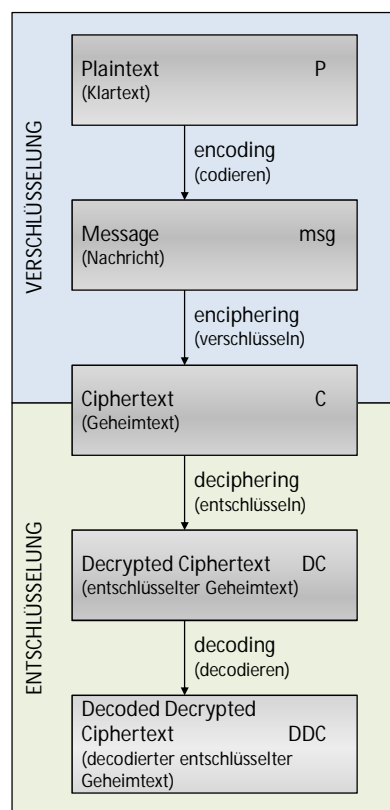 VERSCHLÜSSELUNG
Plaintext P
(Klartext)
encoding
(codieren)
Message msg
(Nachricht)
enciphering
(verschlüsseln)
Ciphertext C
(Geheimtext)
ENTSCHLÜSSELUNG
deciphering
(entschlüsseln)
Decrypted Ciphertext DC
(entschlüsselter Geheimtext)
decoding
(decodieren)
Decoded Decrypted
Ciphertext DDC
(decodierter entschlüsselter
Geheimtext)